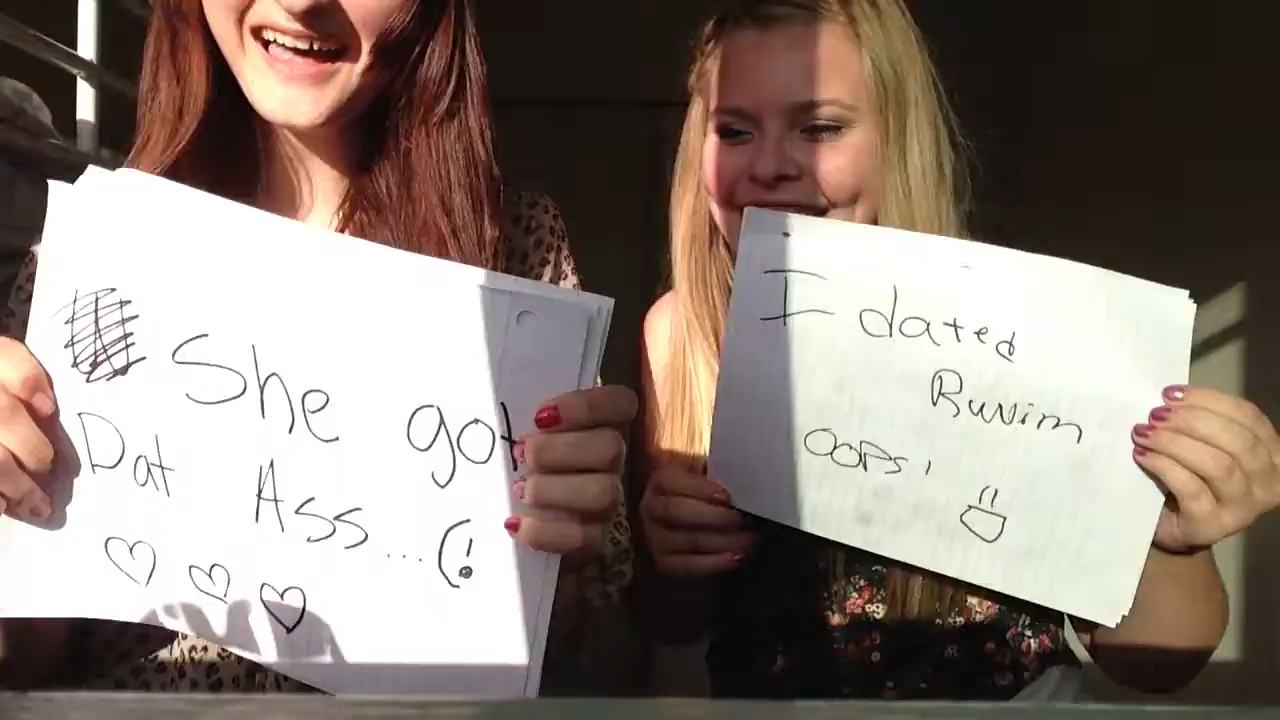 She got
Dat Ass... (;
I dated
Ruvim
OOPS!